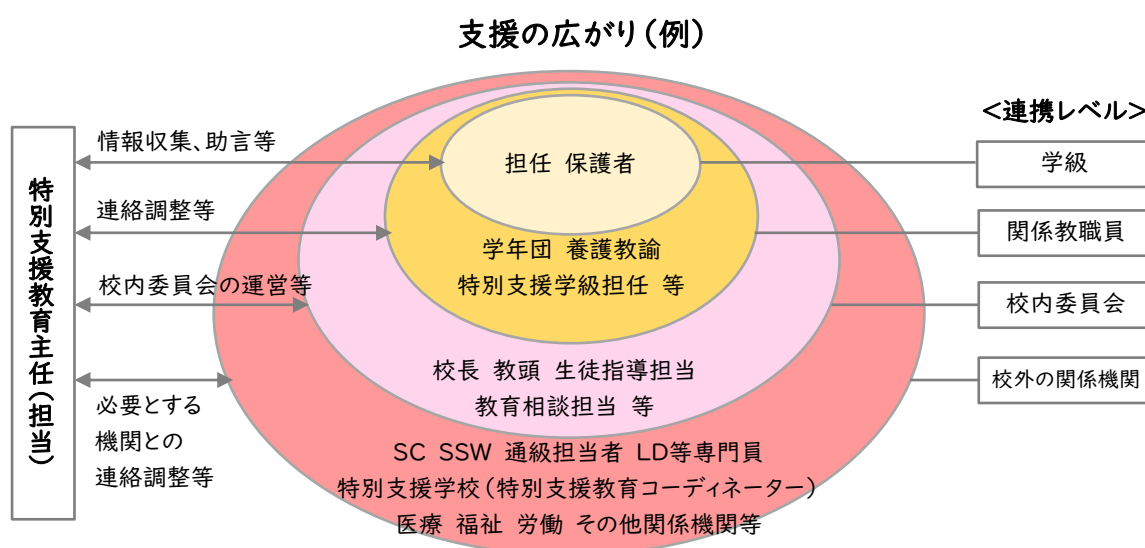 支援の広がり(例)
<連携レベル>
特別支援教育主任(担当)
情報収集、助言等
連絡調整等
校内委員会の運営等
必要とする
機関との
連絡調整等
担任 保護者
学年団 養護教諭
特別支援学級担任 等
校長 教頭 生徒指導担当
教育相談担当 等
SC SSW 通級担当者 LD等専門員
特別支援学校(特別支援教育コーディネーター)
医療 福祉 労働 その他関係機関等
学級
関係教職員
校内委員会
校外の関係機関